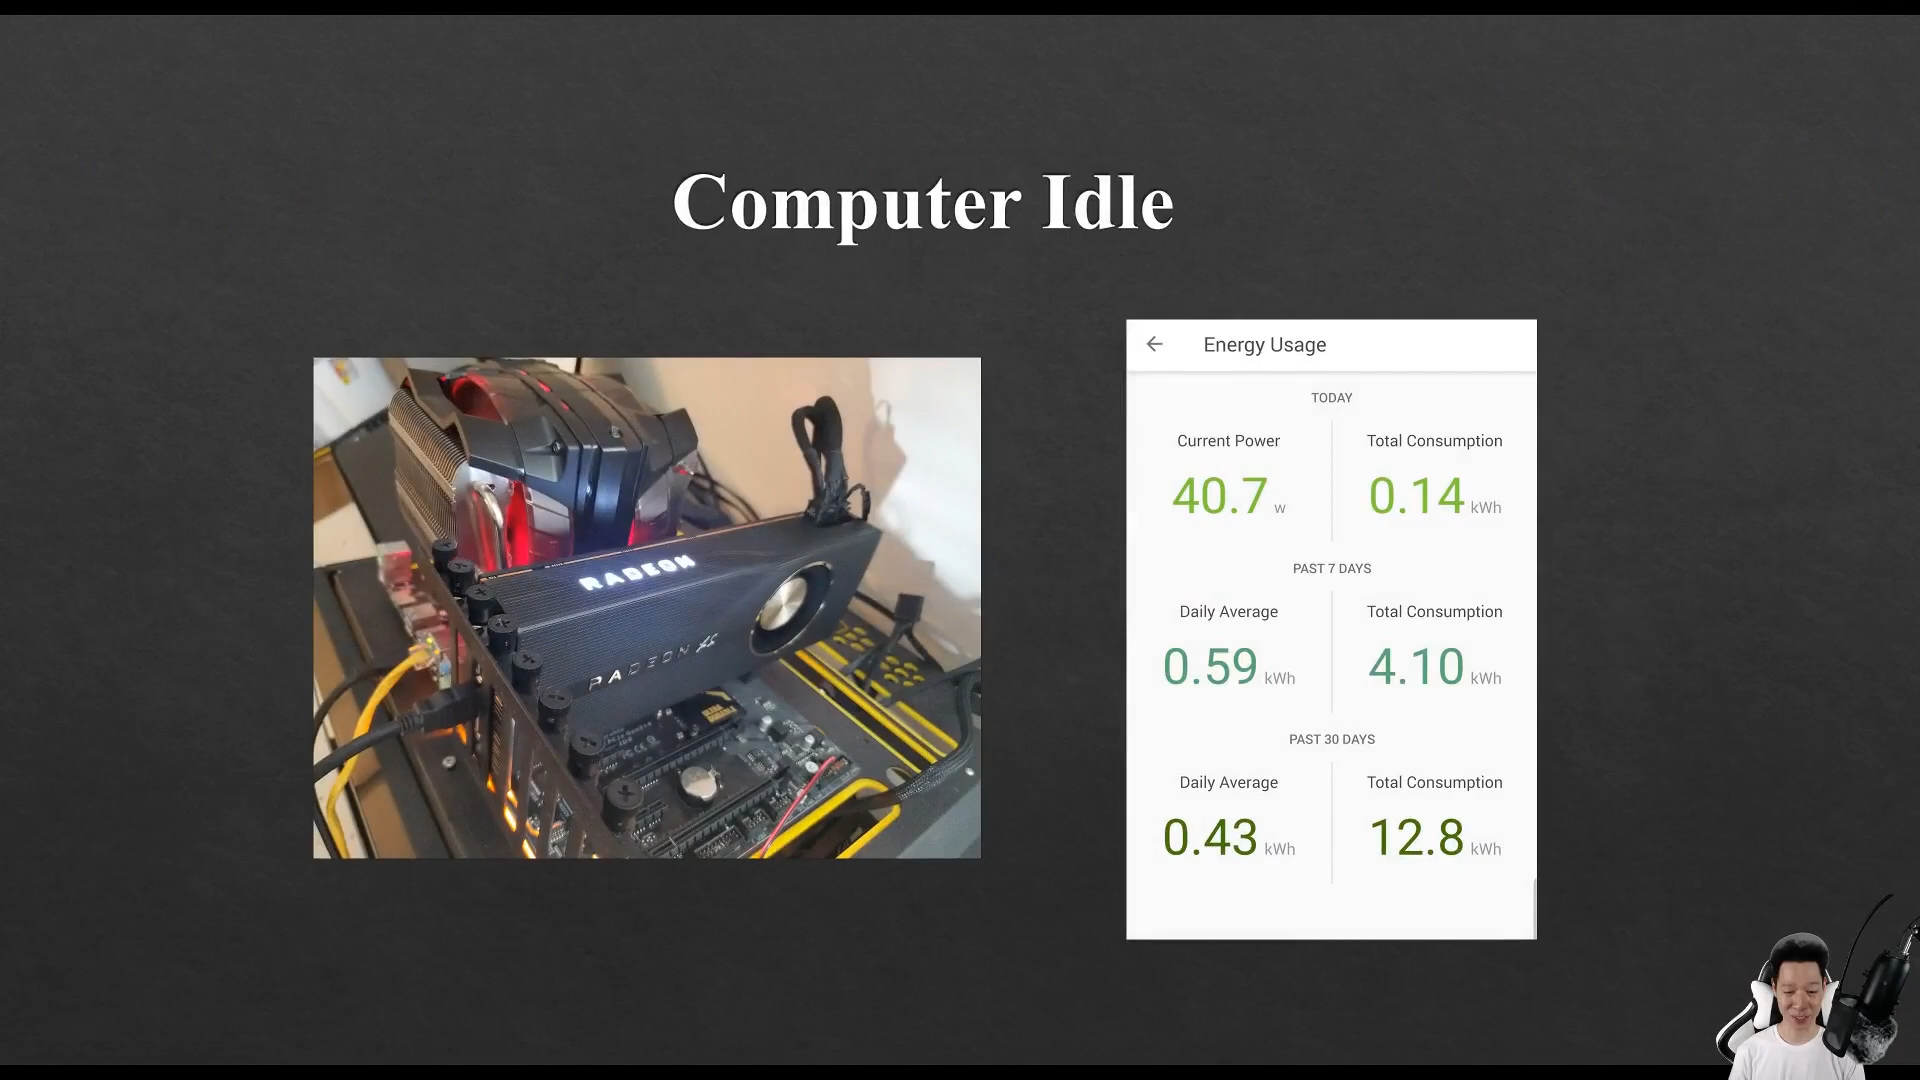 Computer Idle
RADEON
RADEON
Energy Usage
TODAY
Current Power
Total Consumption
40.7 w
0.14 kWh
PAST 7 DAYS
Daily Average
Total Consumption
0.59 kWh
4.10 kWh
PAST 30 DAYS
Daily Average
Total Consumption
0.43 kWh
12.8 kWh